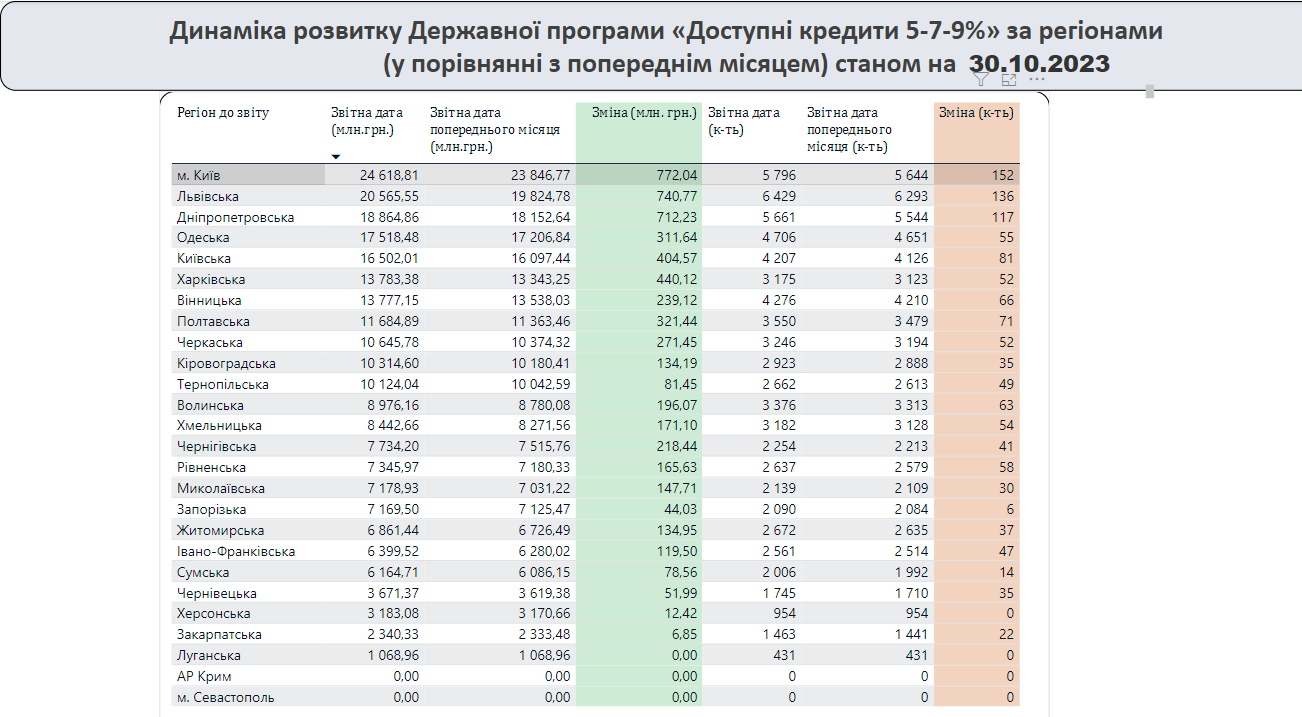 Динаміка розвитку Державної програми «Доступні кредити 5-7-9%» за регіонами
(у порівнянні з попереднім місяцем) станом на 30.10.2023
Регіон до звіту Звітна дата (млн.грн.) Звітна дата попереднього місяця (млн.грн.) Зміна (млн. грн.) Звітна дата (к-ть) Звітна дата попереднього місяця (к-ть) Зміна (к-ть)
м. Київ 24 618,81 23 846,77 772,04 5 796 5 644 152
Львівська 20 565,55 19 824,78 740,77 6 429 6 293 136
Дніпропетровська 18 864,86 18 152,64 712,23 5 661 5 544 117
Одеська 17 518,48 17 206,84 311,64 4 706 4 651 55
Київська 16 502,01 16 097,44 404,57 4 207 4 126 81
Харківська 13 783,38 13 343,25 440,12 3 175 3 123 52
Вінницька 13 777,15 13 538,03 239,12 4 276 4 210 66
Полтавська 11 684,89 11 363,46 321,44 3 550 3 479 71
Черкаська 10 645,78 10 374,32 271,45 3 246 3 194 52
Кіровоградська 10 314,60 10 180,41 134,19 2 923 2 888 35
Тернопільська 10 124,04 10 042,59 81,45 2 662 2 613 49
Волинська 8 976,16 8 780,08 196,07 3 376 3 313 63
Хмельницька 8 442,66 8 271,56 171,10 3 182 3 128 54
Чернігівська 7 734,20 7 515,76 218,44 2 254 2 213 41
Рівненська 7 345,97 7 180,33 165,63 2 637 2 579 58
Миколаївська 7 178,93 7 031,22 147,71 2 139 2 109 30
Запорізька 7 169,50 7 125,47 44,03 2 090 2 084 6
Житомирська 6 861,44 6 726,49 134,95 2 672 2 635 37
Івано-Франківська 6 399,52 6 280,02 119,50 2 561 2 514 47
Сумська 6 164,71 6 086,15 78,56 2 006 1 992 14
Чернівецька 3 671,37 3 619,38 51,99 1 745 1 710 35
Херсонська 3 183,08 3 170,66 12,42 954 954 0
Закарпатська 2 340,33 2 333,48 6,85 1 463 1 441 22
Луганська 1 068,96 1 068,96 0,00 431 431 0
АР Крим 0,00 0,00 0,00 0 0 0
м. Севастополь 0,00 0,00 0,00 0 0 0